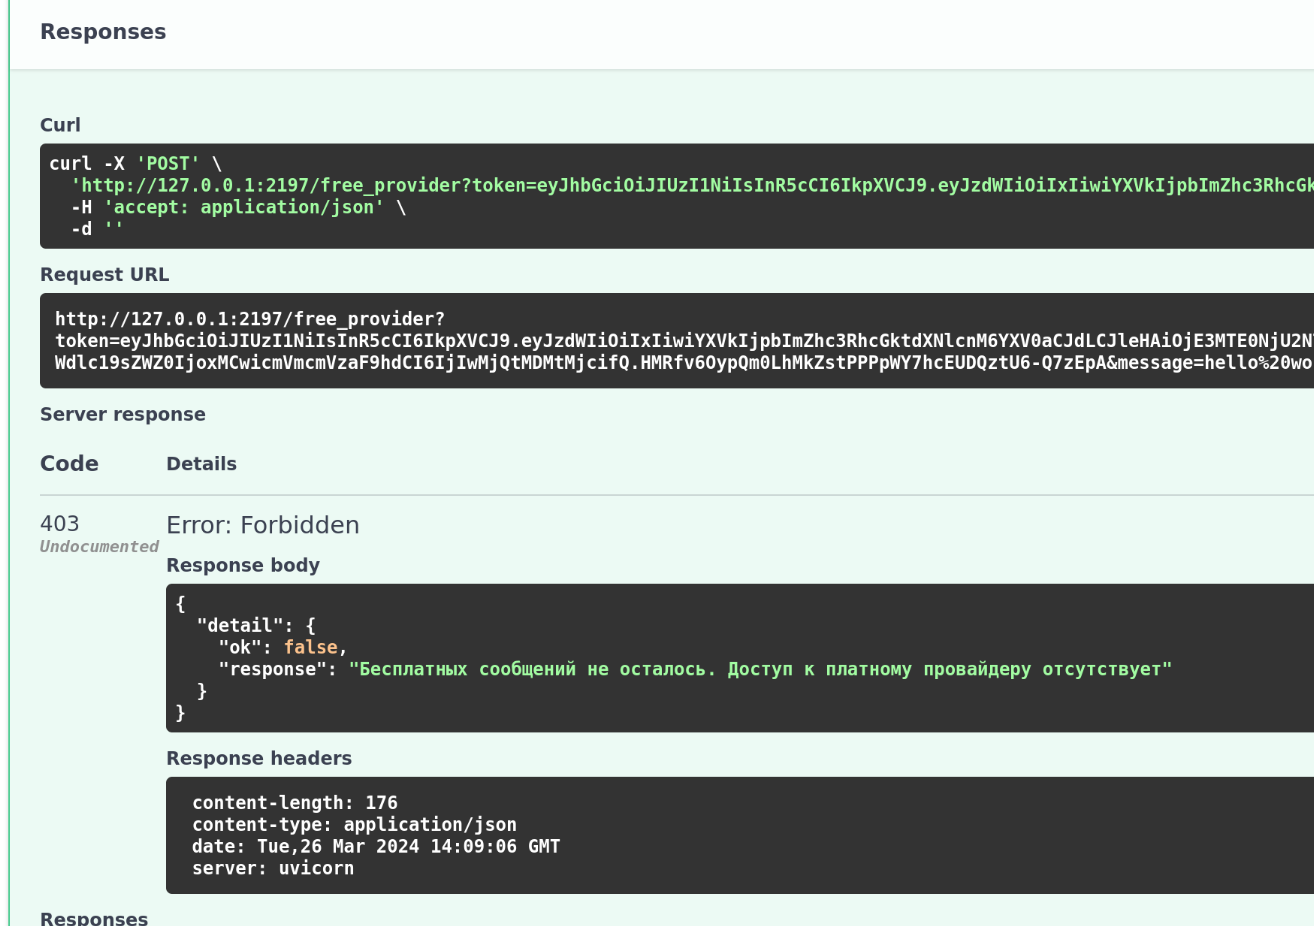 Responses
Curl
curl -X 'POST' \
'http://127.0.0.1:2197/free_provider?token=eyJhbGciOiJIUzI1NiIsInR5cCI6IkpXVCJ9.eyJzdWIiOiIxIiwiYXVkIjpbImZhc3RhcGk
-H 'accept: application/json' \
-d ''
Request URL
http://127.0.0.1:2197/free_provider?
token=eyJhbGciOiJIUzI1NiIsInR5cCI6IkpXVCJ9.eyJzdWIiOiIxIiwiYXVkIjpbImZhc3RhcGktdXNlcnM6YXV0aCJdLCJleHAiOjE3MTE0NjU2N
Wdlc19sZWZ0IjoxMCwicmVmcmVzaF9hdCI6IjIwMjQtMDMtMjcifQ.HMRfv6OypQm0LhMkZstPPPpWY7hcEUDQztU6-Q7zEpA&message=hello%20wo
Server response
Code Details
403 Error: Forbidden
Undocumented
Response body
{
"detail": {
"ok": false,
"response": "Бесплатных сообщений не осталось. Доступ к платному провайдеру отсутствует"
}
}
Response headers
content-length: 176
content-type: application/json
date: Tue,26 Mar 2024 14:09:06 GMT
server: uvicorn
Responses